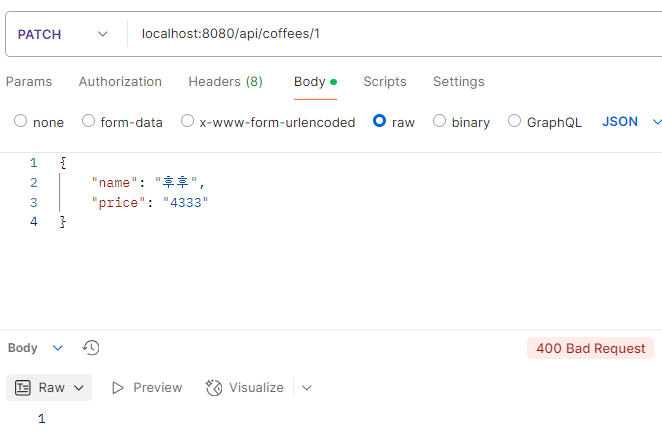 PATCH localhost:8080/api/coffees/1
Params Authorization Headers (8) Body Scripts Settings
none form-data x-www-form-urlencoded raw binary GraphQL JSON
1 {
2 "name": "후후",
3 "price": "4333"
4 }
Body 400 Bad Request
Raw Preview Visualize
1